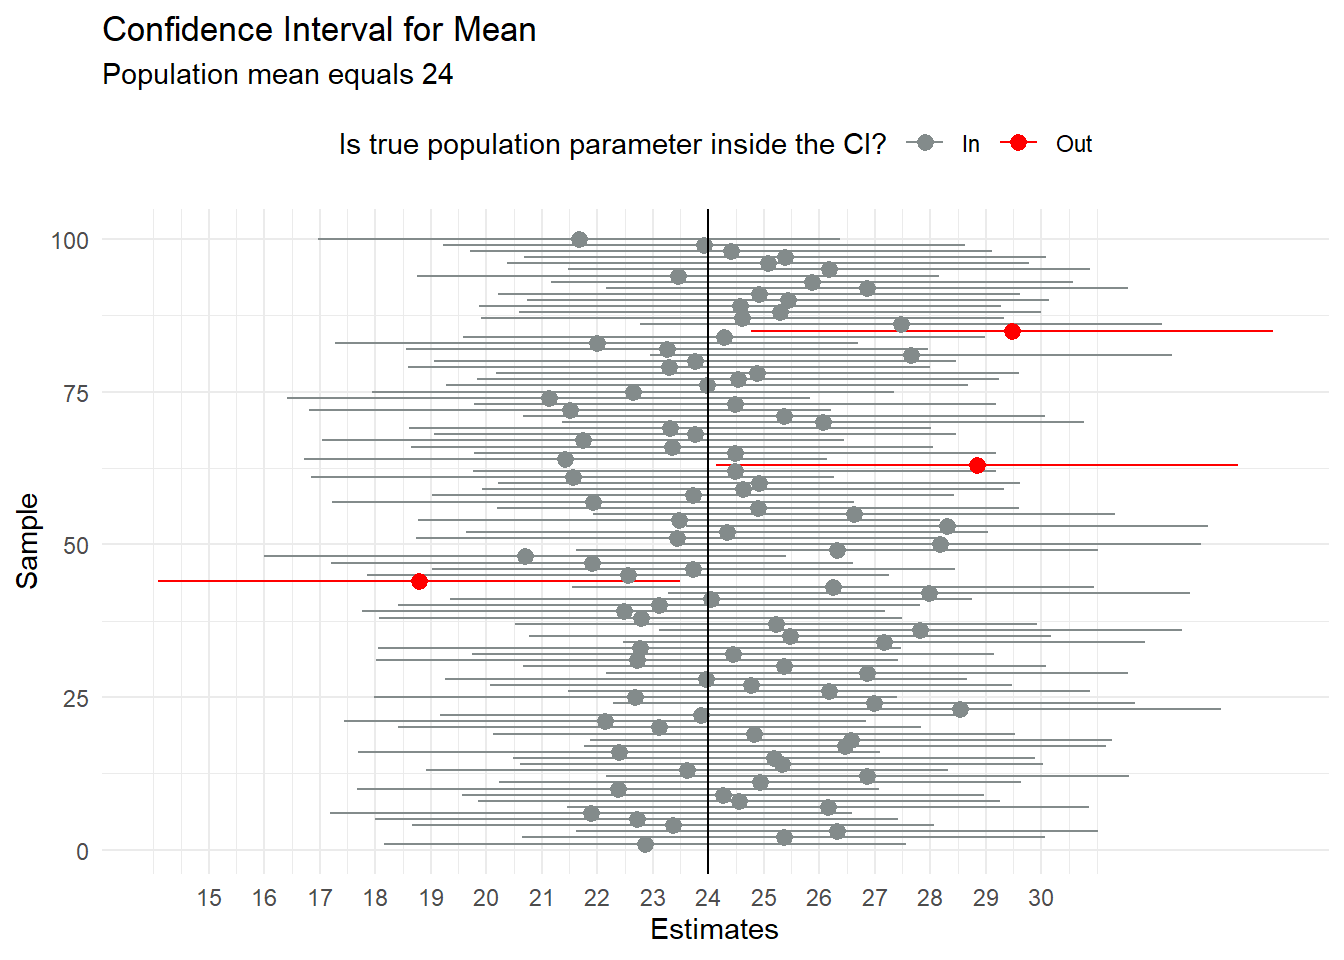 Confidence Interval for Mean
Population mean equals 24
Is true population parameter inside the CI? In Out
100
75
50
25
0
Sample
15 16 17 18 19 20 21 22 23 24 25 26 27 28 29 30
Estimates